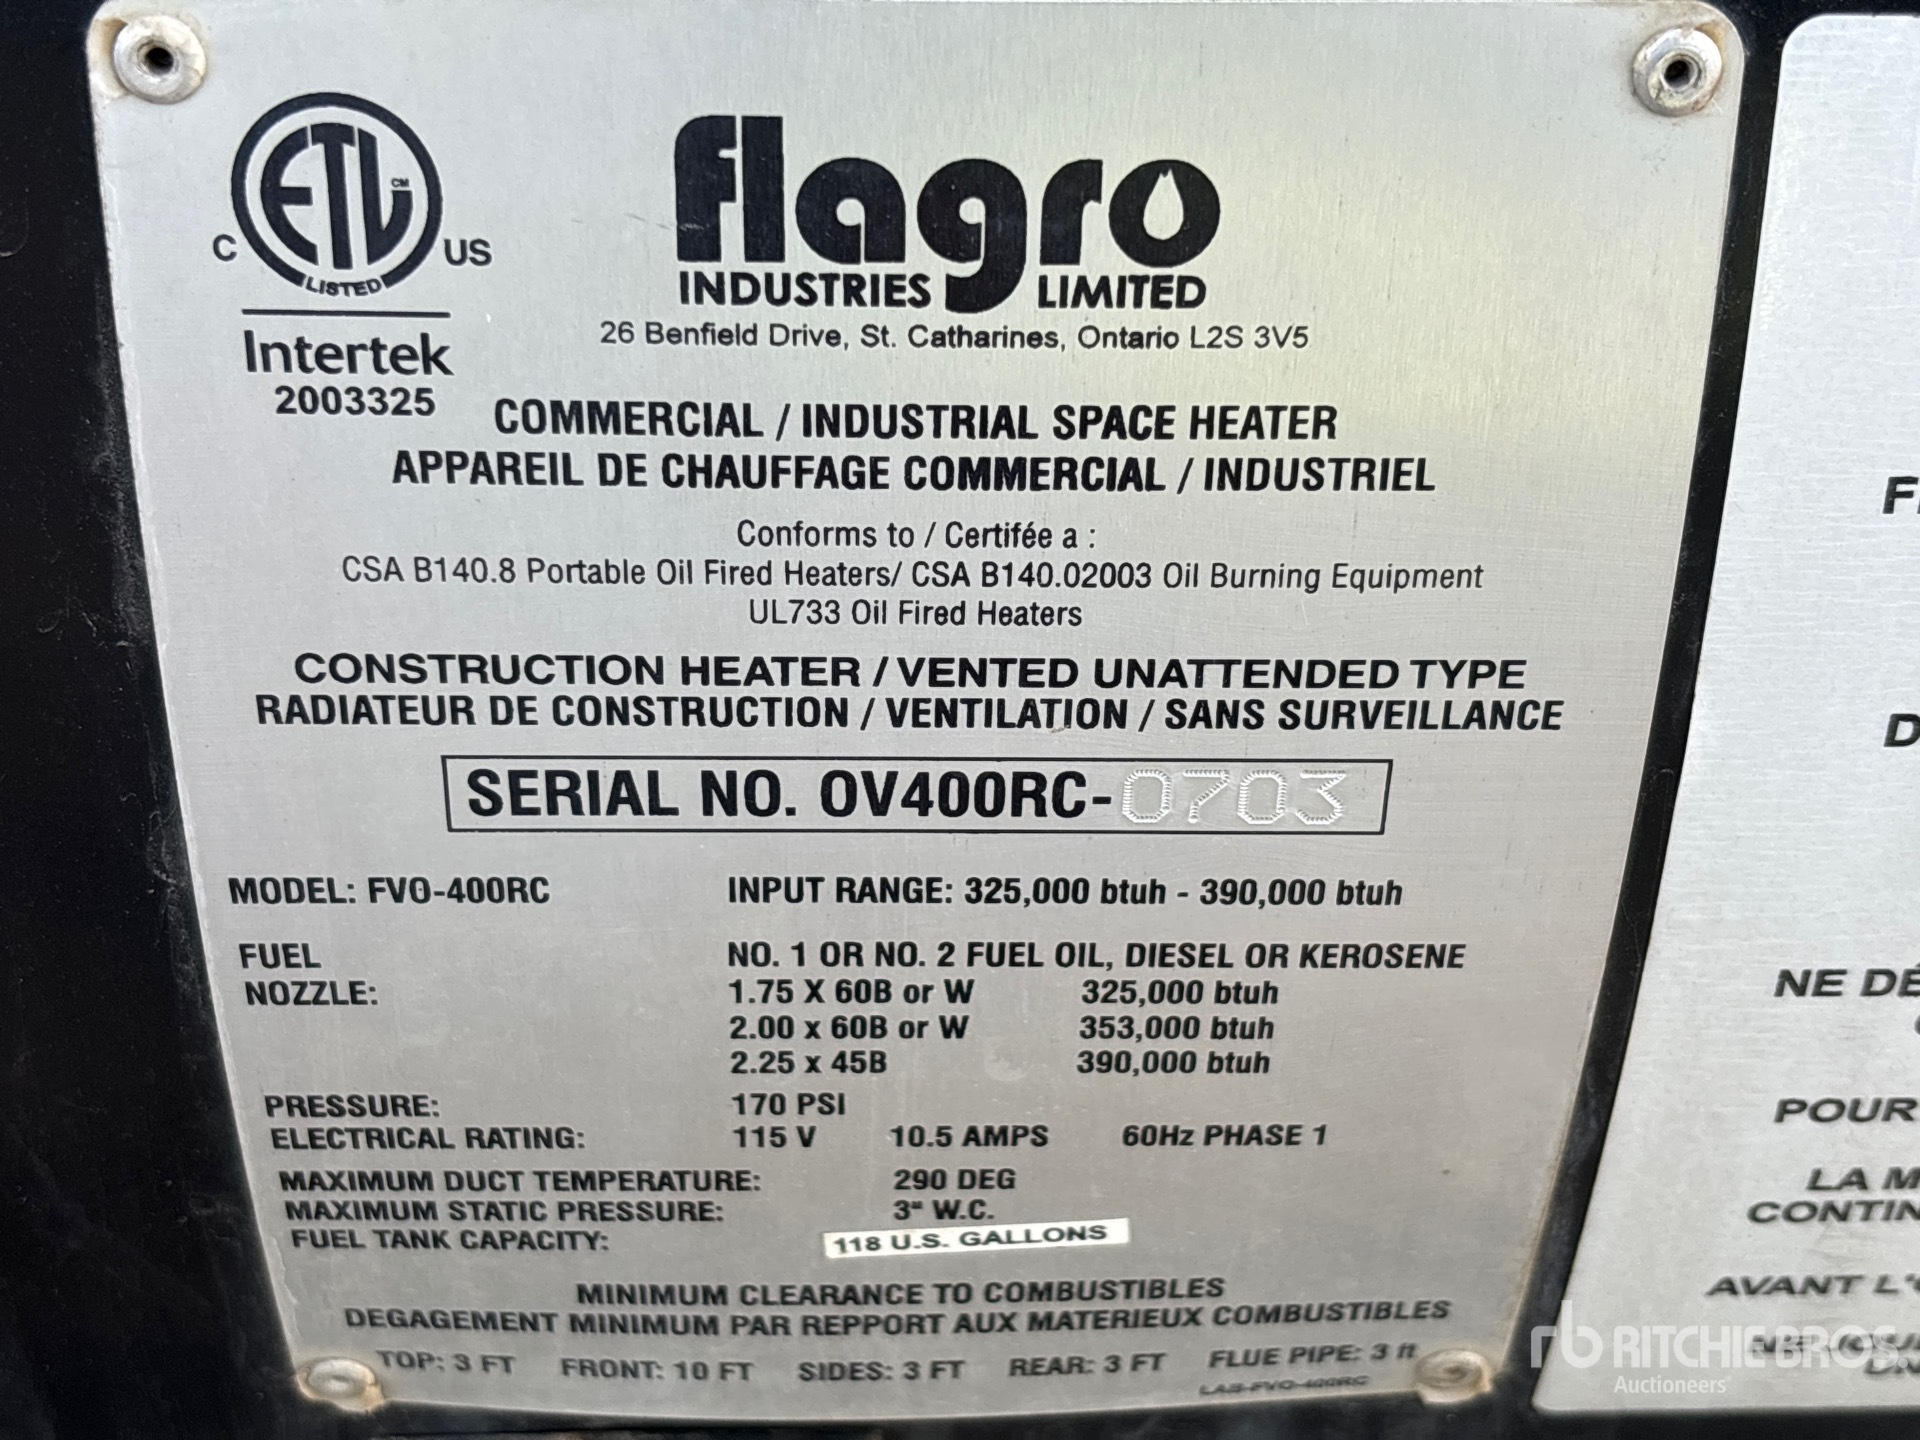 ETL CM
LISTED
C US
Intertek
2003325
flagro
INDUSTRIES LIMITED
26 Benfield Drive, St. Catharines, Ontario L2S 3V5
COMMERCIAL / INDUSTRIAL SPACE HEATER
APPAREIL DE CHAUFFAGE COMMERCIAL / INDUSTRIEL
Conforms to / Certifée a :
CSA B140.8 Portable Oil Fired Heaters/ CSA B140.02003 Oil Burning Equipment
UL733 Oil Fired Heaters
CONSTRUCTION HEATER / VENTED UNATTENDED TYPE
RADIATEUR DE CONSTRUCTION / VENTILATION / SANS SURVEILLANCE
SERIAL NO. OV400RC-0703
MODEL: FVO-400RC INPUT RANGE: 325,000 btuh - 390,000 btuh
FUEL NO. 1 OR NO. 2 FUEL OIL, DIESEL OR KEROSENE
NOZZLE: 1.75 X 60B or W 325,000 btuh
2.00 x 60B or W 353,000 btuh
2.25 x 45B 390,000 btuh
PRESSURE: 170 PSI
ELECTRICAL RATING: 115 V 10.5 AMPS 60Hz PHASE 1
MAXIMUM DUCT TEMPERATURE: 290 DEG
MAXIMUM STATIC PRESSURE: 3" W.C.
FUEL TANK CAPACITY: 118 U.S. GALLONS
MINIMUM CLEARANCE TO COMBUSTIBLES
DEGAGEMENT MINIMUM PAR REPPORT AUX MATERIEUX COMBUSTIBLES
TOP: 3 FT FRONT: 10 FT SIDES: 3 FT REAR: 3 FT FLUE PIPE: 3 ft
LAB-FVO-400RC
NE
POUR
LA
AVANT
rb RITCHIE BROS.
Auctioneers